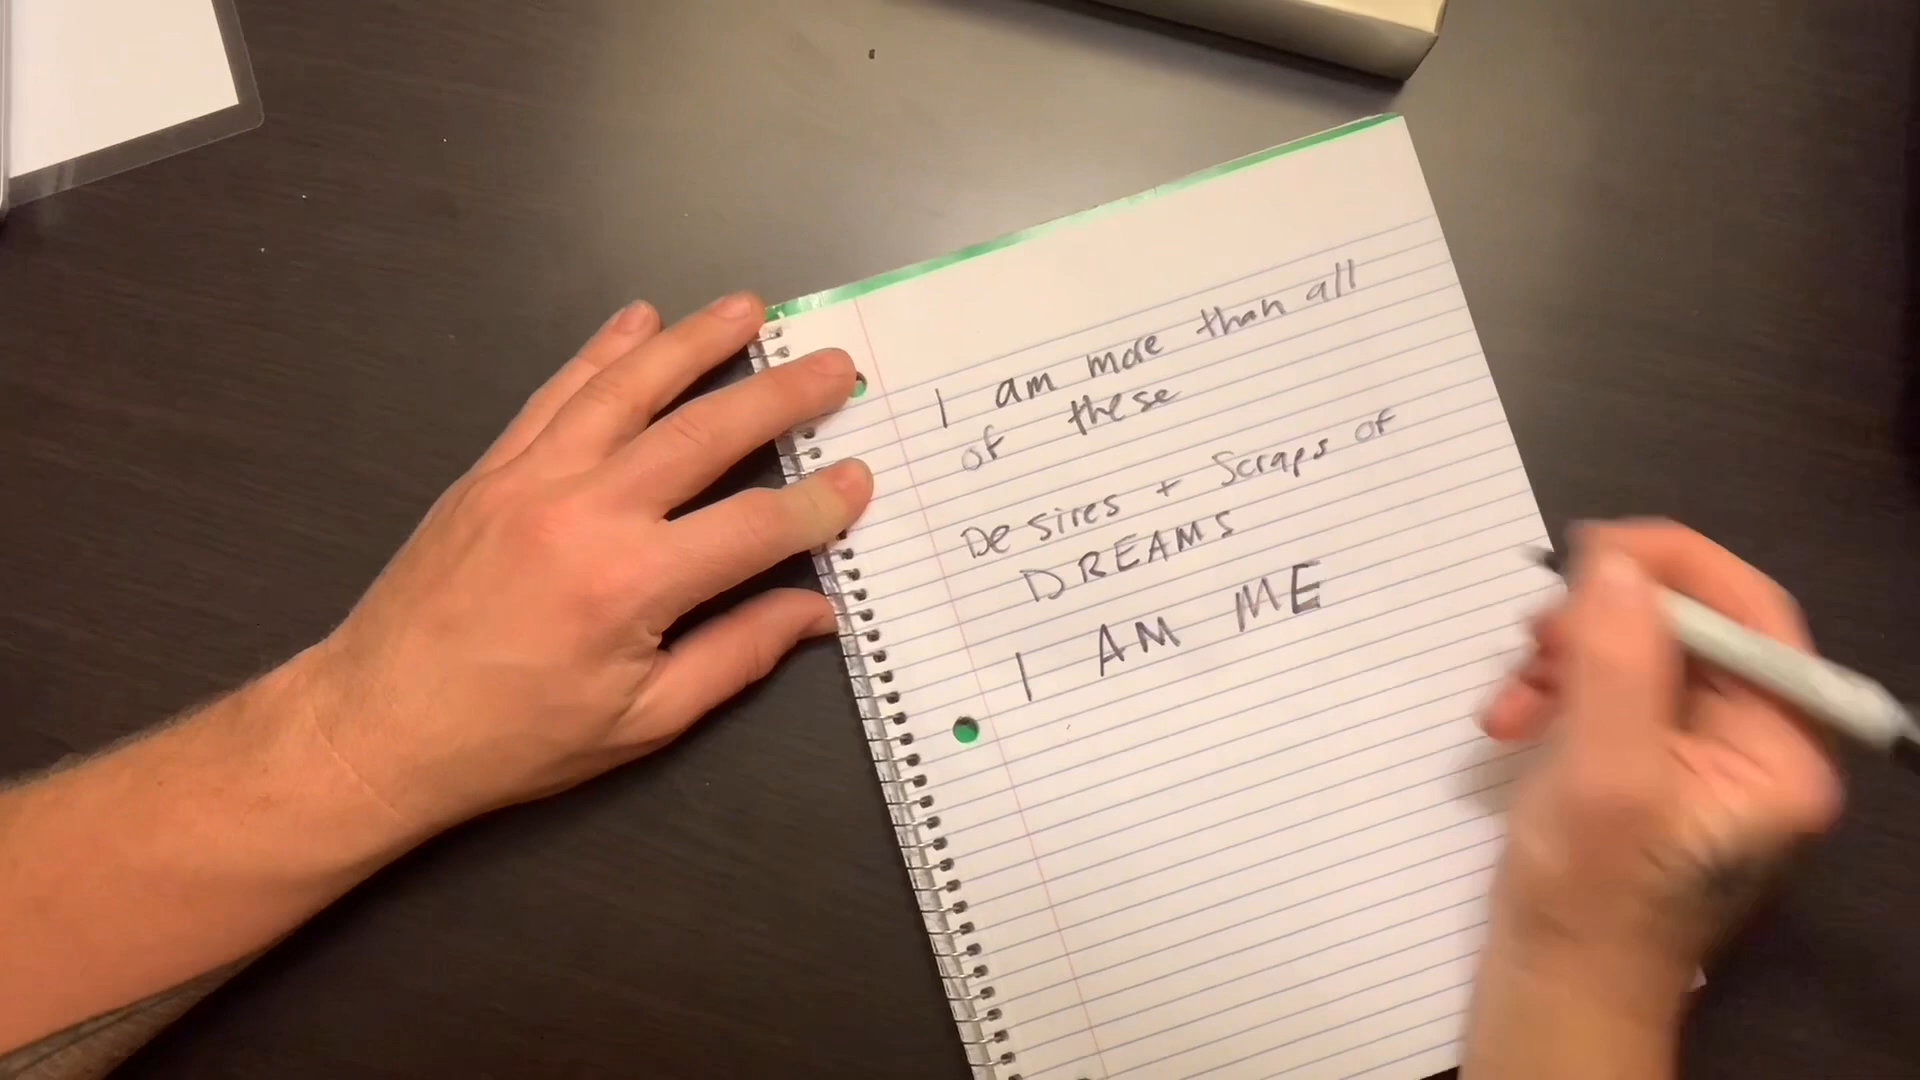 I am more than all
of these
Desires + Scraps of
DREAMS
I AM ME